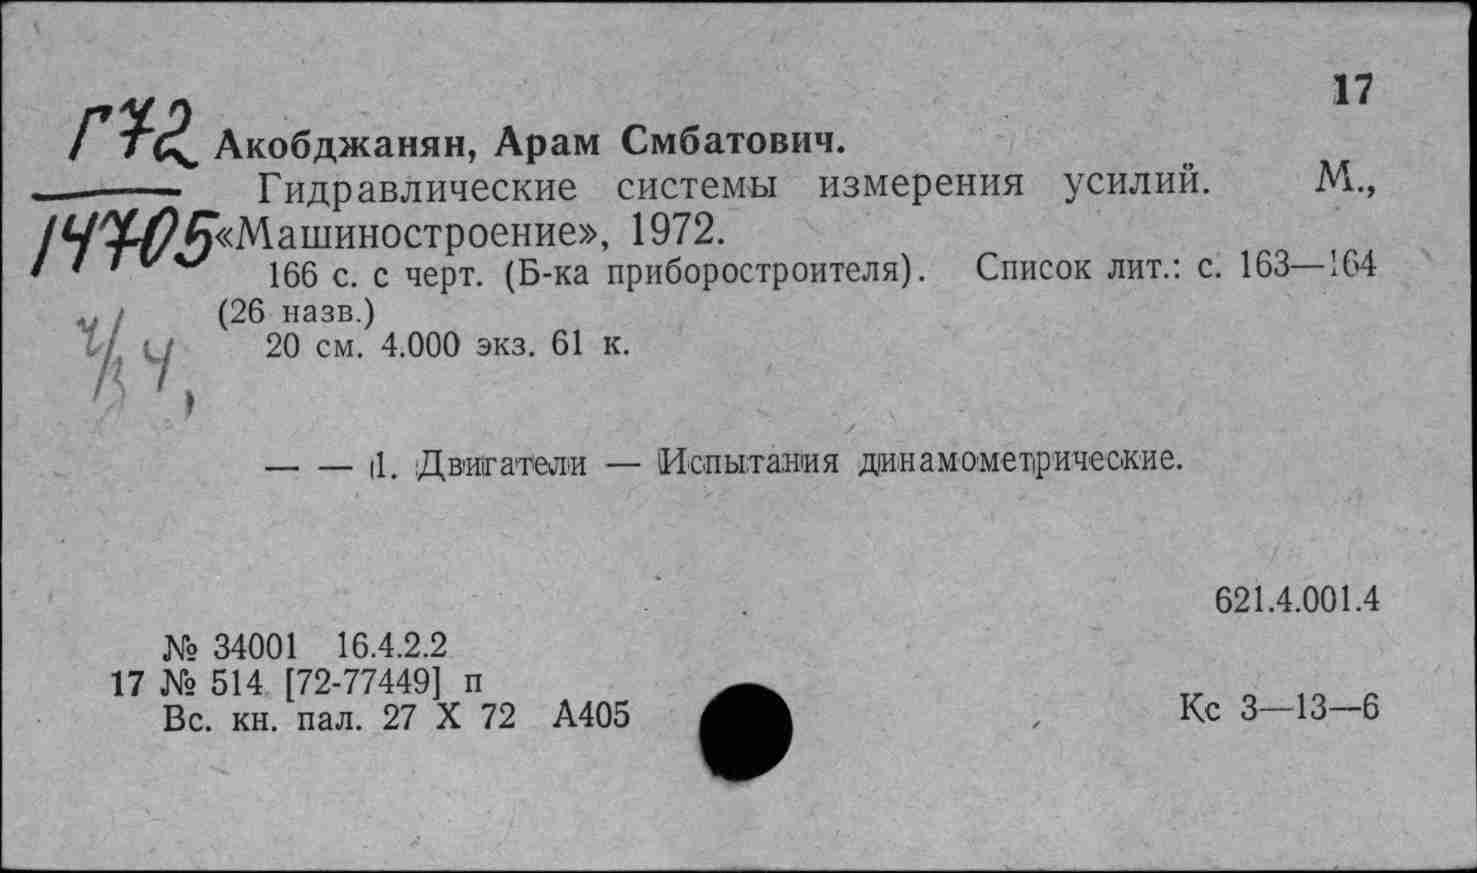 17
Г72
Акобджанян, Арам Смбатович.
Гидравлические системы измерения усилий. М.,
14705
«Машиностроение», 1972.
166 с. с черт. (Б-ка приборостроителя). Список лит.: с. 163—164
(26 назв.)
20 см. 4.000 экз. 61 к.
— — 1. Двигатели — Испытания динамометрические.
621.4.001.4
№ 34001 16.4.2.2
17 № 514 [72-77449] п
Вс. кн. пал. 27 X 72 А405
Кс 3—13—6